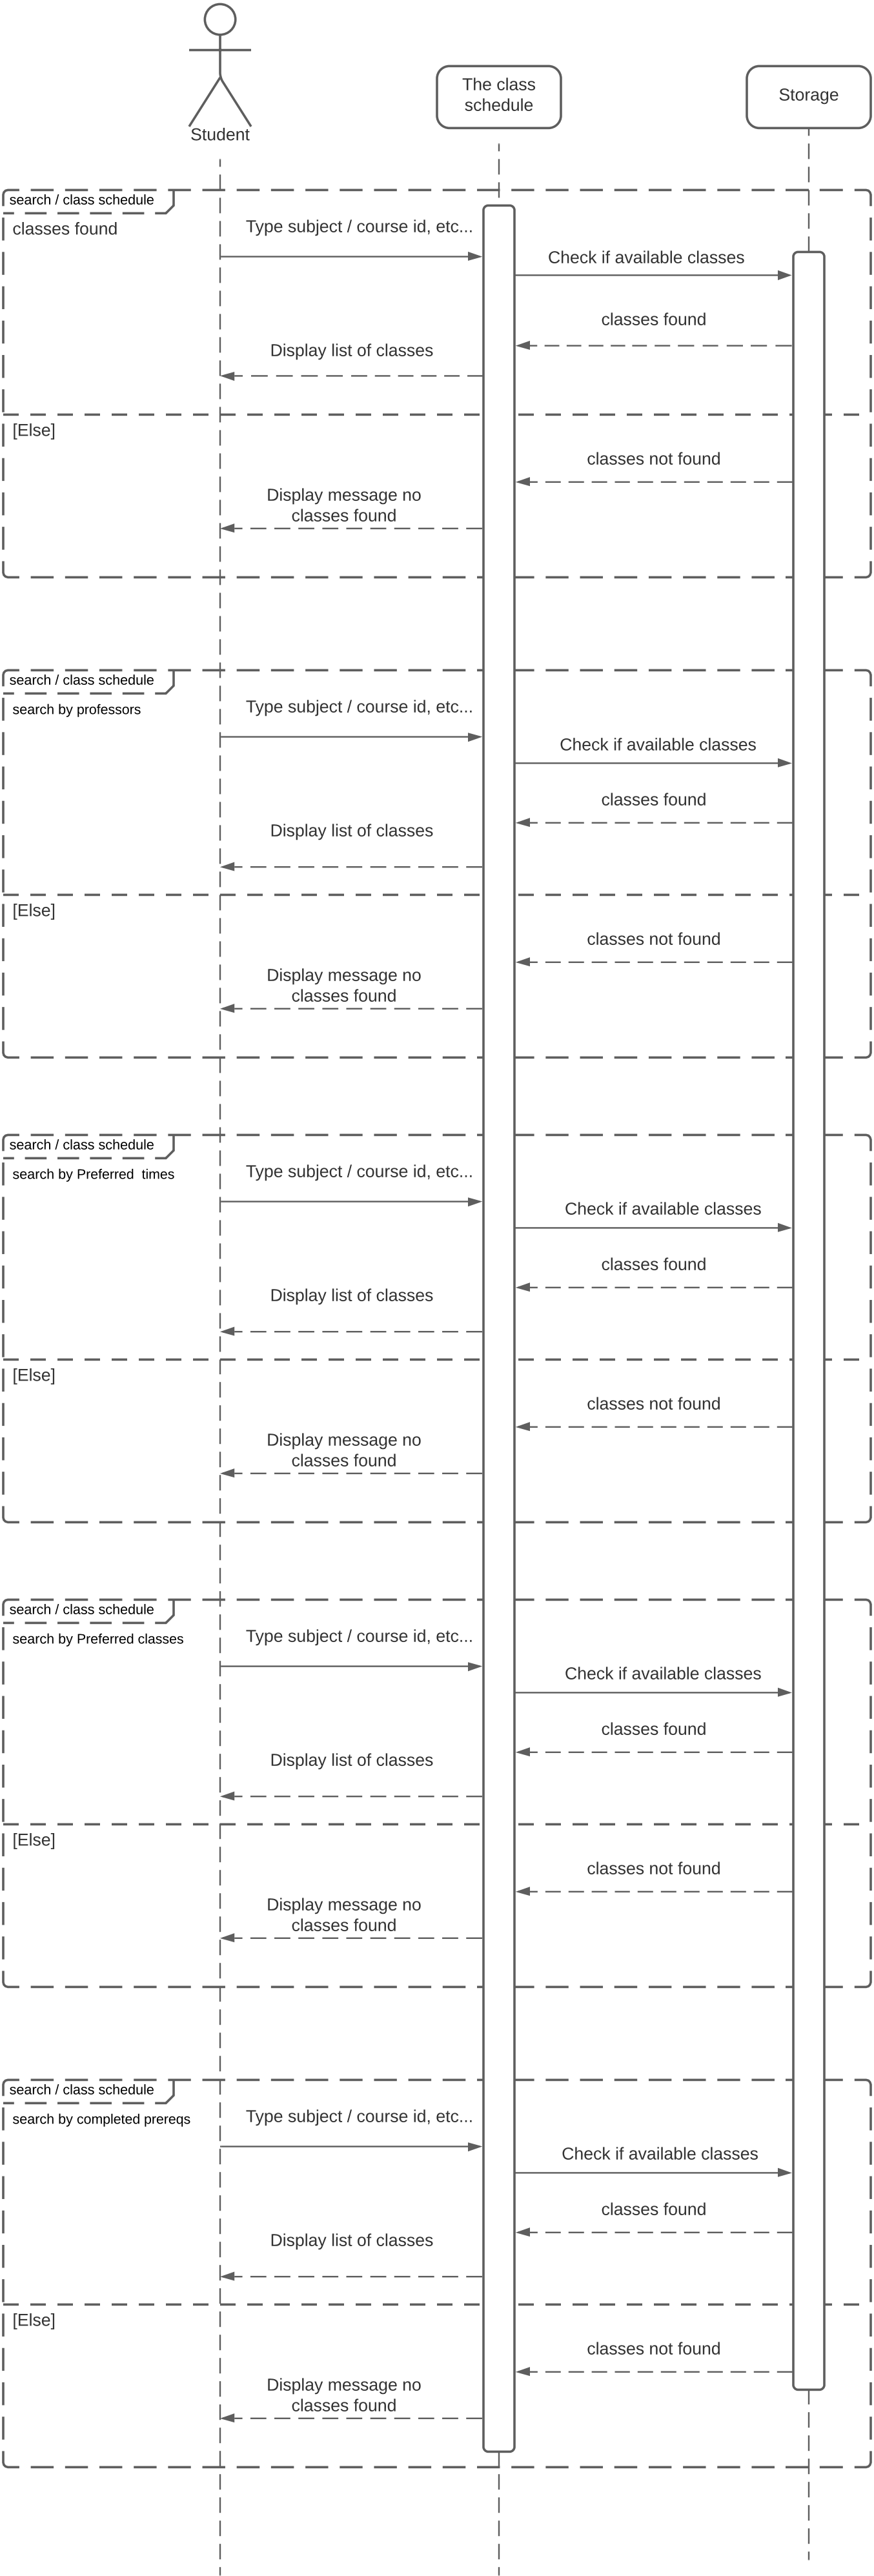 Student
The class
schedule
Storage
search / class schedule
classes found
Type subject / course id, etc...
Check if available classes
classes found
Display list of classes
[Else]
classes not found
Display message no
classes found
search / class schedule
search by professors
Type subject / course id, etc...
Check if available classes
classes found
Display list of classes
[Else]
classes not found
Display message no
classes found
search / class schedule
search by Preferred  times
Type subject / course id, etc...
Check if available classes
classes found
Display list of classes
[Else]
classes not found
Display message no
classes found
search / class schedule
search by Preferred classes
Type subject / course id, etc...
Check if available classes
classes found
Display list of classes
[Else]
classes not found
Display message no
classes found
search / class schedule
search by completed prereqs
Type subject / course id, etc...
Check if available classes
classes found
Display list of classes
[Else]
classes not found
Display message no
classes found